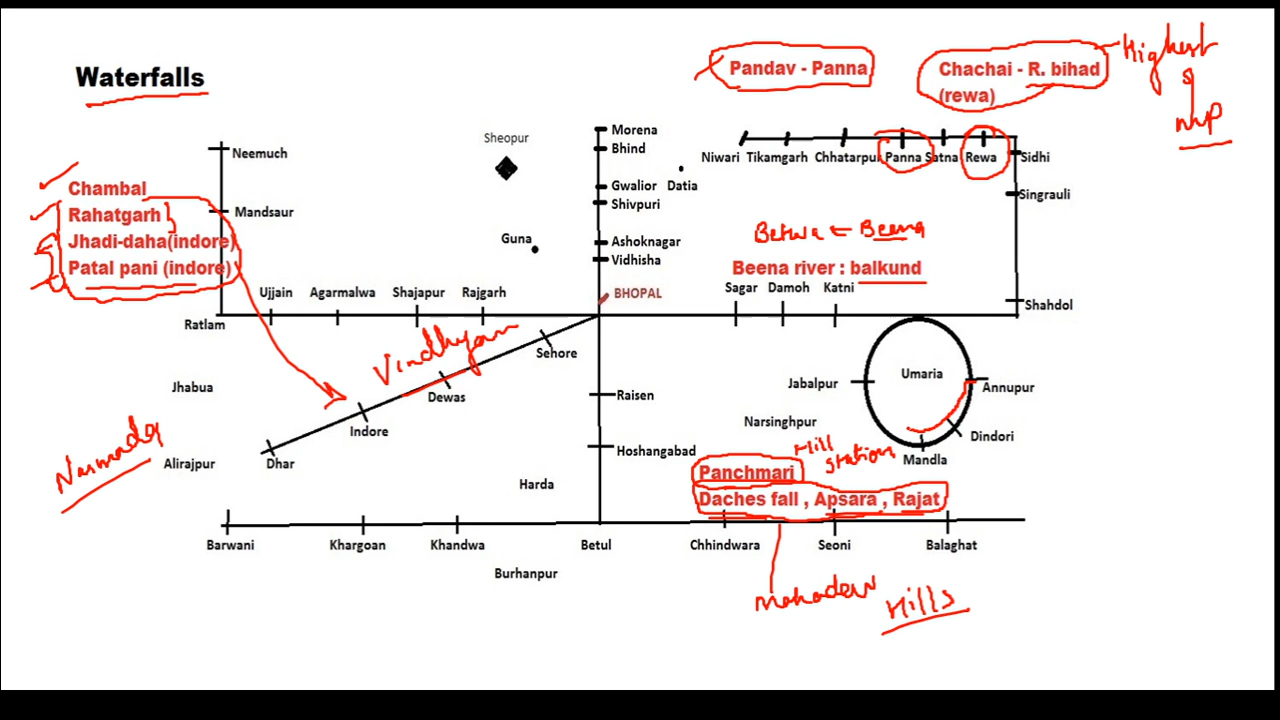 Waterfalls
Pandav - Panna
Chachai - R. bihad
(rewa)
Highest
of
MP
Chambal
Rahatgarh
Jhadi-daha(indore)
Patal pani (indore)
Neemuch
Mandsaur
Sheopur
Guna
Morena
Bhind
Gwalior Datia
Shivpuri
Ashoknagar
Vidhisha
BHOPAL
Niwari Tikamgarh Chhatarpur Panna Satna Rewa
Sidhi
Singrauli
Shahdol
Betwa ← Beena
Beena river : balkund
Sagar Damoh Katni
Ratlam
Ujjain Agarmalwa Shajapur Rajgarh
Vindhyan
Sehore
Dewas
Indore
Dhar
Jhabua
Alirajpur
Narmada
Raisen
Hoshangabad
Harda
Jabalpur
Umaria
Annupur
Dindori
Mandla
Narsinghpur
Hill
station
Panchmari
Daches fall , Apsara , Rajat
Barwani Khargoan Khandwa Betul Chhindwara Seoni Balaghat
Burhanpur
Mahadev
Hills